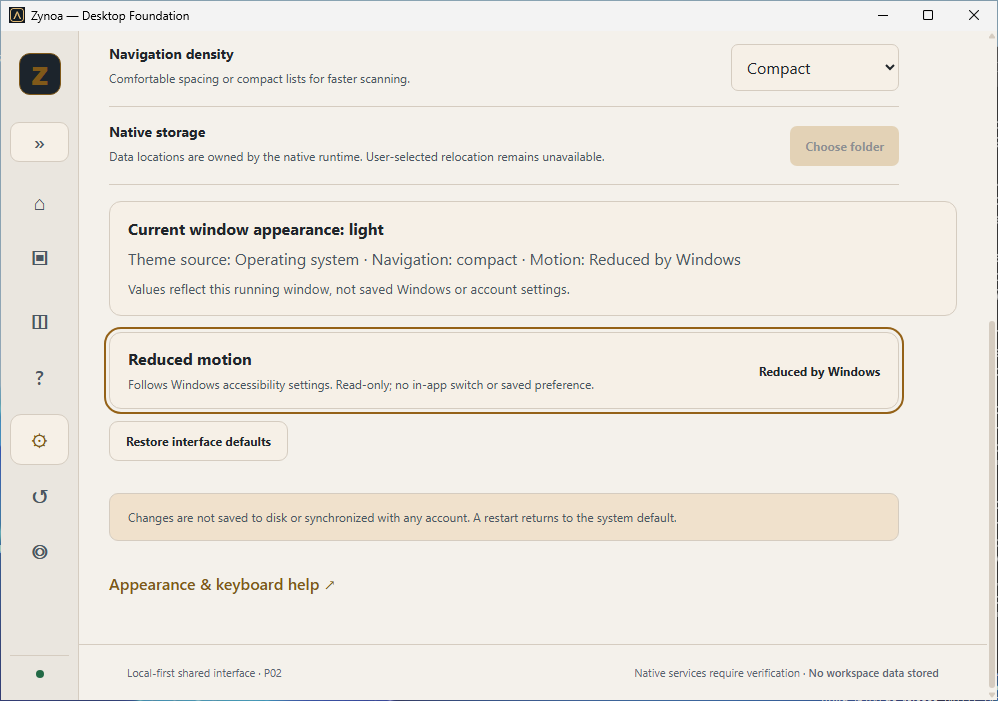 Zynoa — Desktop Foundation
Z
»
?
Navigation density
Comfortable spacing or compact lists for faster scanning.
Compact
Native storage
Data locations are owned by the native runtime. User-selected relocation remains unavailable.
Choose folder
Current window appearance: light
Theme source: Operating system · Navigation: compact · Motion: Reduced by Windows
Values reflect this running window, not saved Windows or account settings.
Reduced motion
Follows Windows accessibility settings. Read-only; no in-app switch or saved preference.
Reduced by Windows
Restore interface defaults
Changes are not saved to disk or synchronized with any account. A restart returns to the system default.
Appearance & keyboard help ↗
Local-first shared interface · P02
Native services require verification · No workspace data stored